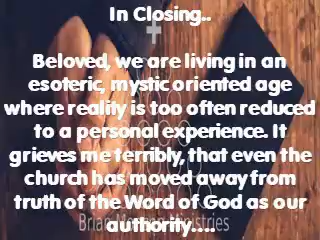 In Closing..
Beloved, we are living in an
esoteric, mystic oriented age
where reality is too often reduced
to a personal experience. It
grieves me terribly, that even the
church has moved away from
truth of the Word of God as our
authority....